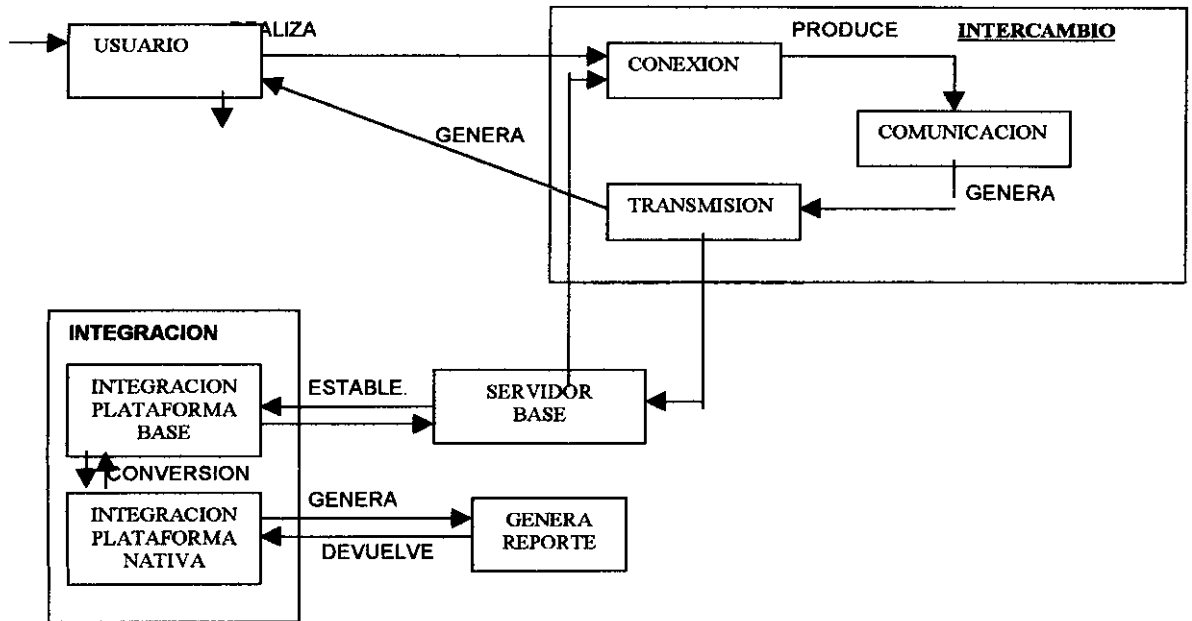 REALIZA
USUARIO
PRODUCE
INTERCAMBIO
CONEXION
GENERA
COMUNICACION
GENERA
TRANSMISION
INTEGRACION
INTEGRACION
PLATAFORMA
BASE
ESTABLE.
SERVIDOR
BASE
CONVERSION
INTEGRACION
PLATAFORMA
NATIVA
GENERA
DEVUELVE
GENERA
REPORTE